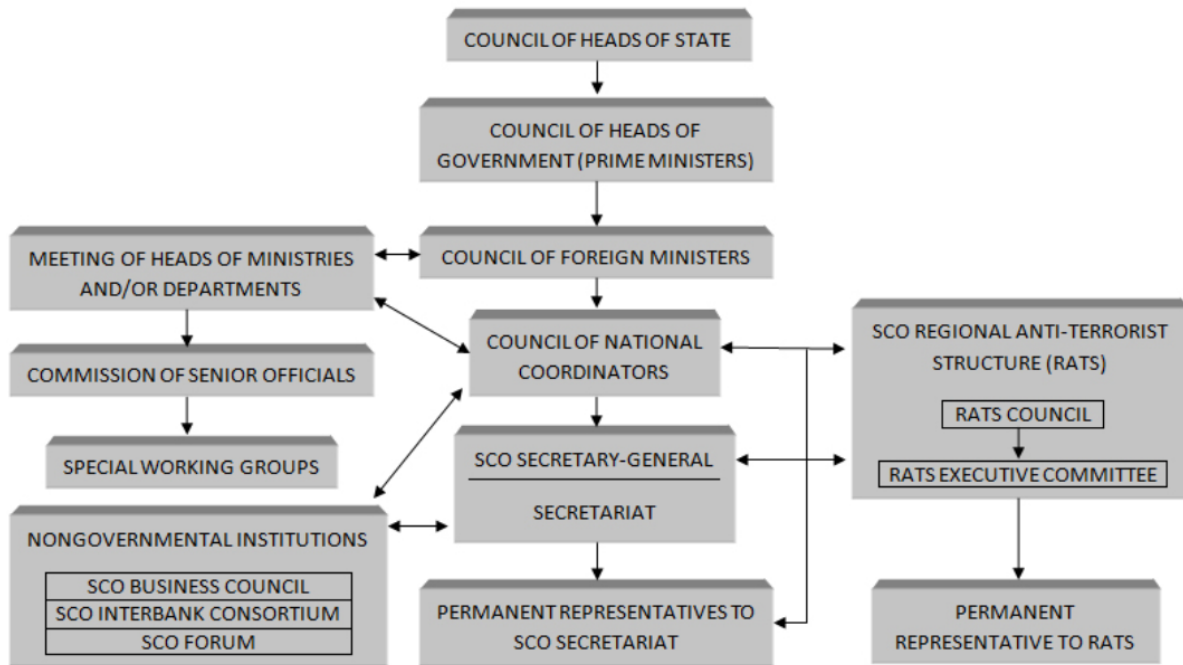 COUNCIL OF HEADS OF STATE
COUNCIL OF HEADS OF
GOVERNMENT (PRIME MINISTERS)
MEETING OF HEADS OF MINISTRIES
AND/OR DEPARTMENTS
COUNCIL OF FOREIGN MINISTERS
COMMISSION OF SENIOR OFFICIALS
SPECIAL WORKING GROUPS
COUNCIL OF NATIONAL
COORDINATORS
SCO REGIONAL ANTI-TERRORIST
STRUCTURE (RATS)
RATS COUNCIL
RATS EXECUTIVE COMMITTEE
SCO SECRETARY-GENERAL
SECRETARIAT
NONGOVERNMENTAL INSTITUTIONS
SCO BUSINESS COUNCIL
SCO INTERBANK CONSORTIUM
SCO FORUM
PERMANENT REPRESENTATIVES TO
SCO SECRETARIAT
PERMANENT
REPRESENTATIVE TO RATS